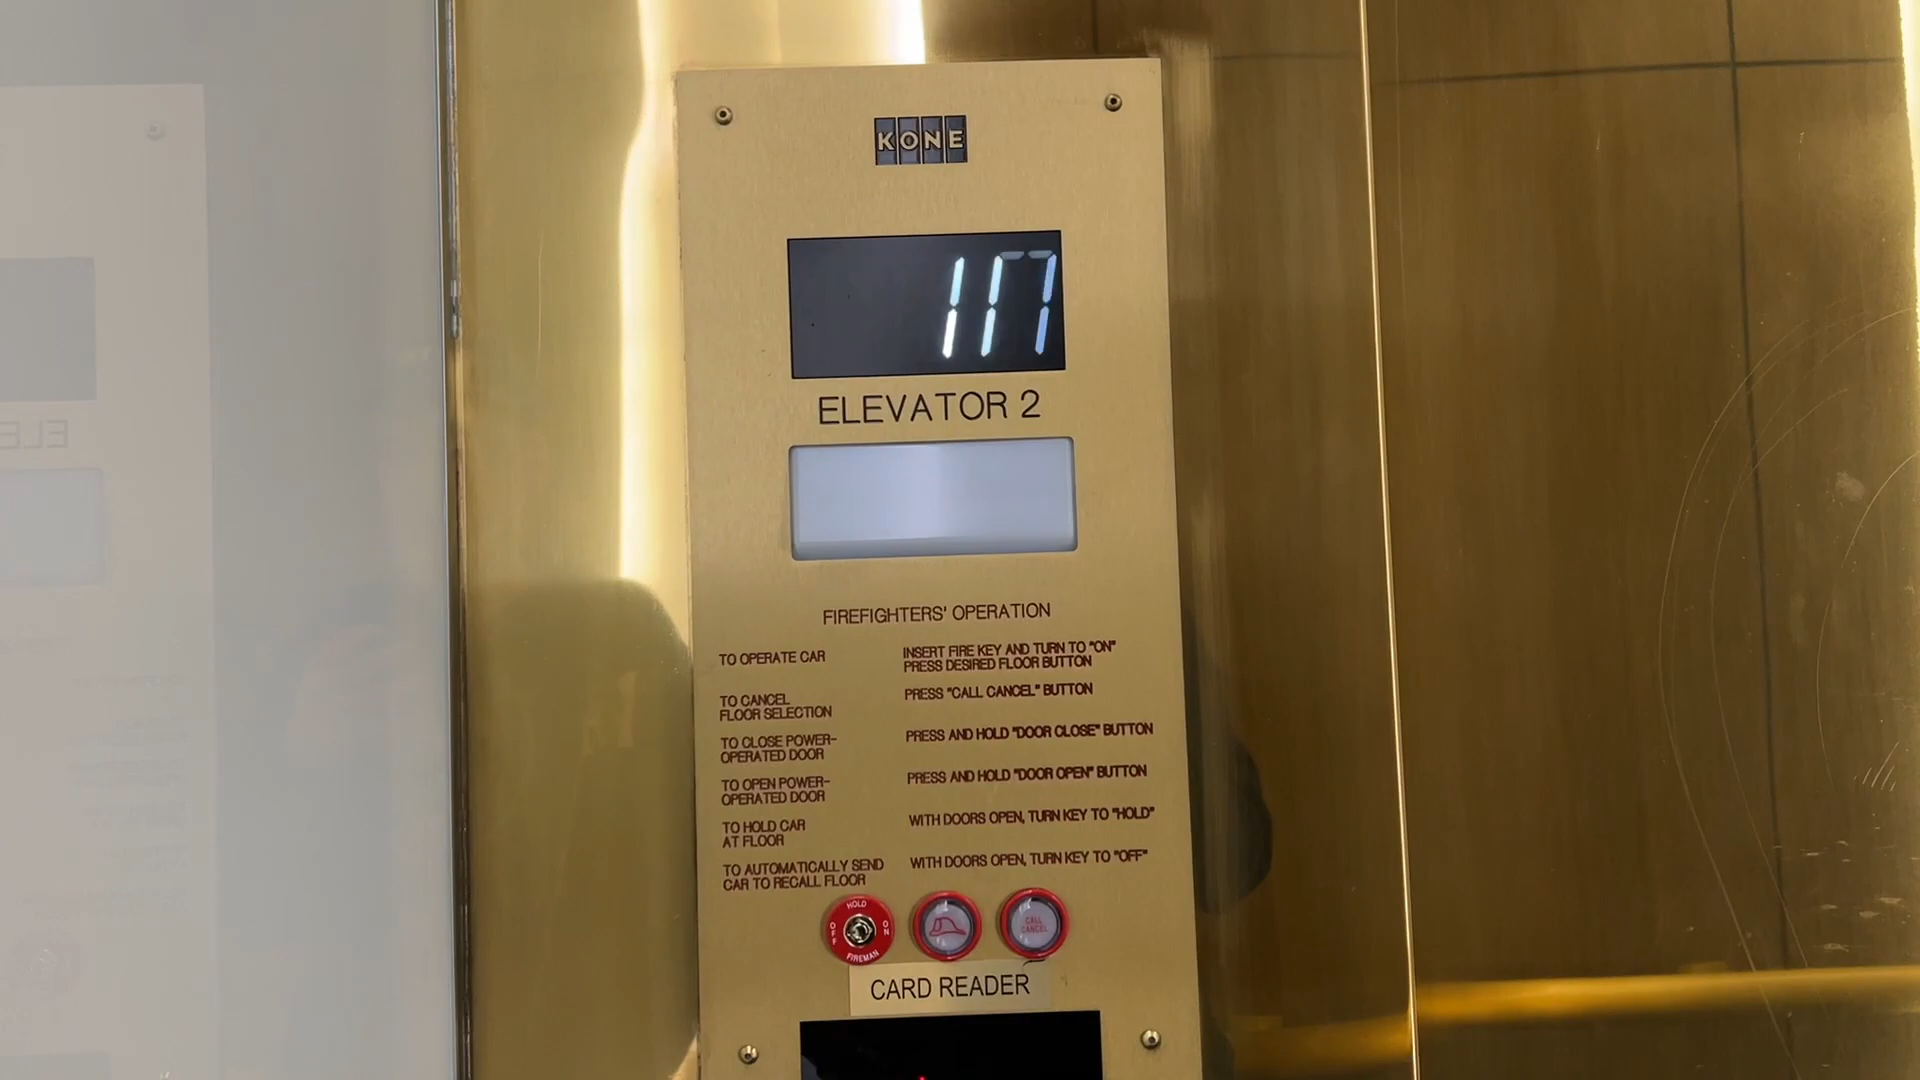 KONE
117
ELEVATOR 2
FIREFIGHTERS' OPERATION
TO OPERATE CAR
INSERT FIRE KEY AND TURN TO "ON"
PRESS DESIRED FLOOR BUTTON
TO CANCEL
FLOOR SELECTION
PRESS "CALL CANCEL" BUTTON
TO CLOSE POWER-
OPERATED DOOR
PRESS AND HOLD "DOOR CLOSE" BUTTON
TO OPEN POWER-
OPERATED DOOR
PRESS AND HOLD "DOOR OPEN" BUTTON
TO HOLD CAR
AT FLOOR
WITH DOORS OPEN, TURN KEY TO "HOLD"
TO AUTOMATICALLY SEND
CAR TO RECALL FLOOR
WITH DOORS OPEN, TURN KEY TO "OFF"
HOLD
OFF
ON
FIREMAN
CALL
CANCEL
CARD READER